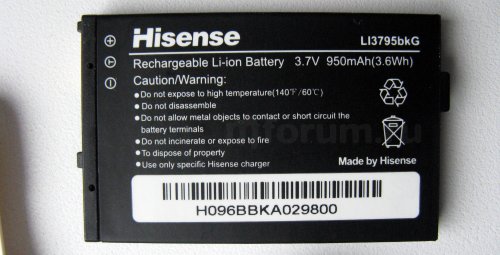 Hisense
LI3795bkG
Rechargeable Li-ion Battery 3.7V 950mAh(3.6Wh)
Caution/Warning:
Do not expose to high temperature(140°F/60°C)
Do not disassemble
Do not allow metal objects to contact or short circuit the
battery terminals
Do not incinerate or expose to fire
To dispose of properly
Use only specific Hisense charger
Made by Hisense
H096BBKA029800